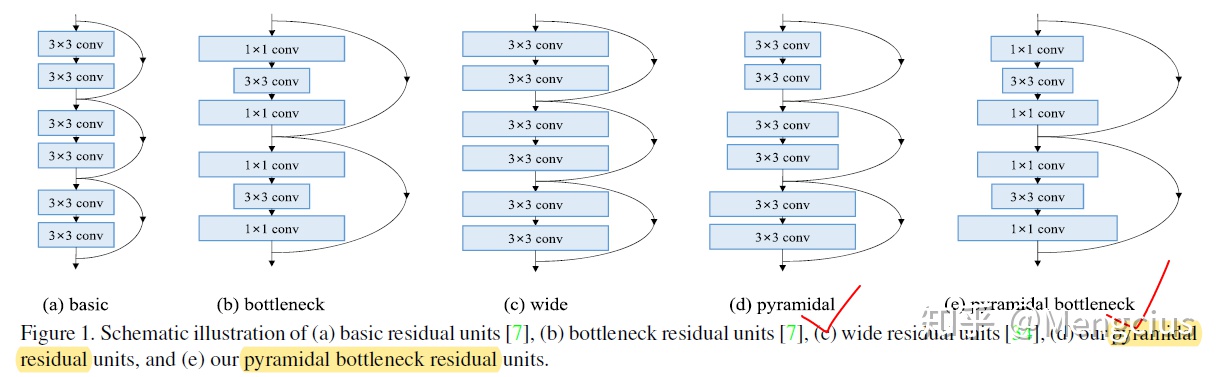 3×3 conv
3×3 conv
3×3 conv
3×3 conv
3×3 conv
3×3 conv
(a) basic
1×1 conv
3×3 conv
1×1 conv
1×1 conv
3×3 conv
1×1 conv
(b) bottleneck
3×3 conv
3×3 conv
3×3 conv
3×3 conv
3×3 conv
3×3 conv
(c) wide
3×3 conv
3×3 conv
3×3 conv
3×3 conv
3×3 conv
3×3 conv
(d) pyramidal
1×1 conv
3×3 conv
1×1 conv
1×1 conv
3×3 conv
1×1 conv
(e) pyramidal bottleneck
Figure 1. Schematic illustration of (a) basic residual units [7], (b) bottleneck residual units [7], (c) wide residual units, (d) our pyramidal
residual units, and (e) our pyramidal bottleneck residual units.
知乎 @Mengcius